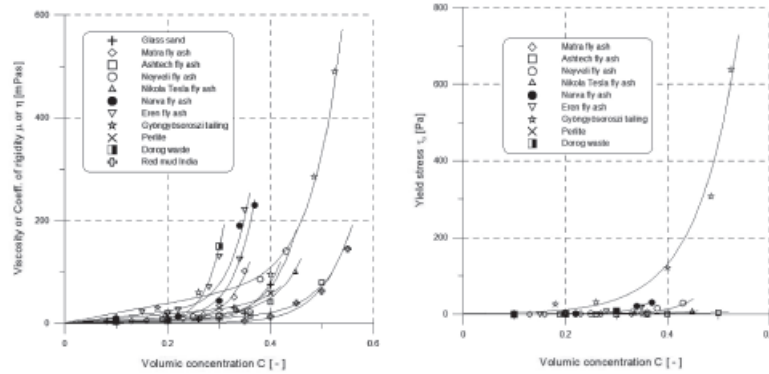 600
400
200
0
Viscosity or Coeff. of rigidity μ or η [mPas]
Glass sand
Matra fly ash
Ashtech fly ash
Neyveli fly ash
Nikola Tesla fly ash
Narva fly ash
Eren fly ash
Gyöngyösoroszi tailing
Perlite
Dorog waste
Red mud India
0 0.2 0.4 0.6
Volumic concentration C [ - ]
800
600
400
200
0
Yield stress τ₀ [Pa]
Matra fly ash
Ashtech fly ash
Neyveli fly ash
Nikola Tesla fly ash
Narva fly ash
Eren fly ash
Gyöngyösoroszi tailing
Perlite
Dorog waste
0 0.2 0.4
Volumic concentration C [ - ]